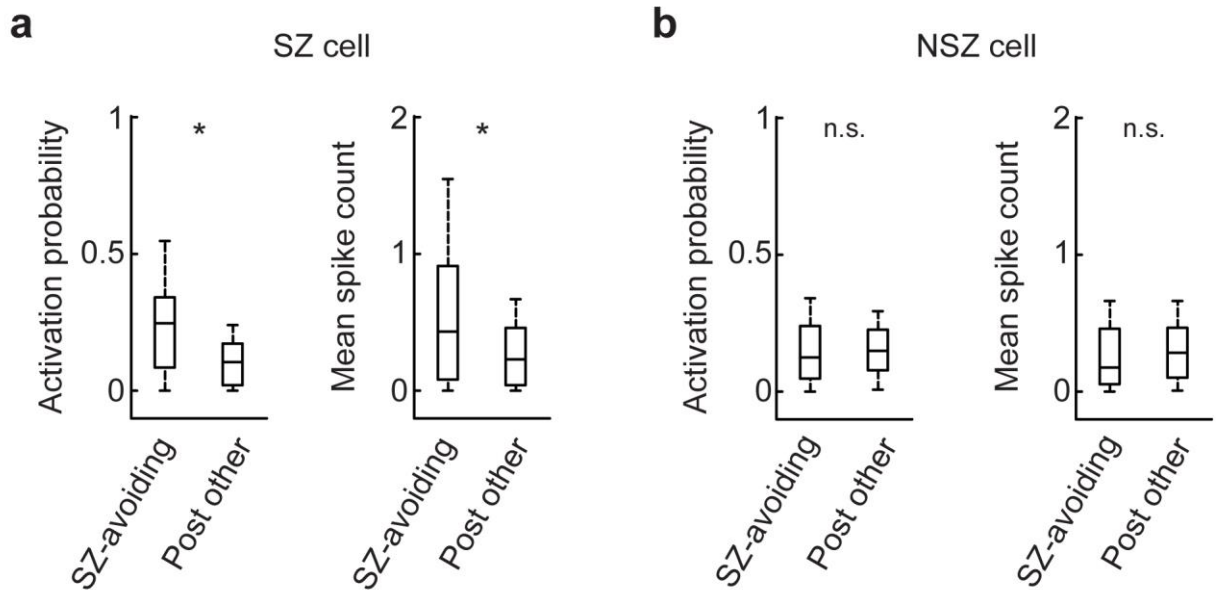 a
SZ cell
Activation probability
1
0.5
0
*
SZ-avoiding
Post other
Mean spike count
2
1
0
*
SZ-avoiding
Post other
b
NSZ cell
Activation probability
1
0.5
0
n.s.
SZ-avoiding
Post other
Mean spike count
2
1
0
n.s.
SZ-avoiding
Post other